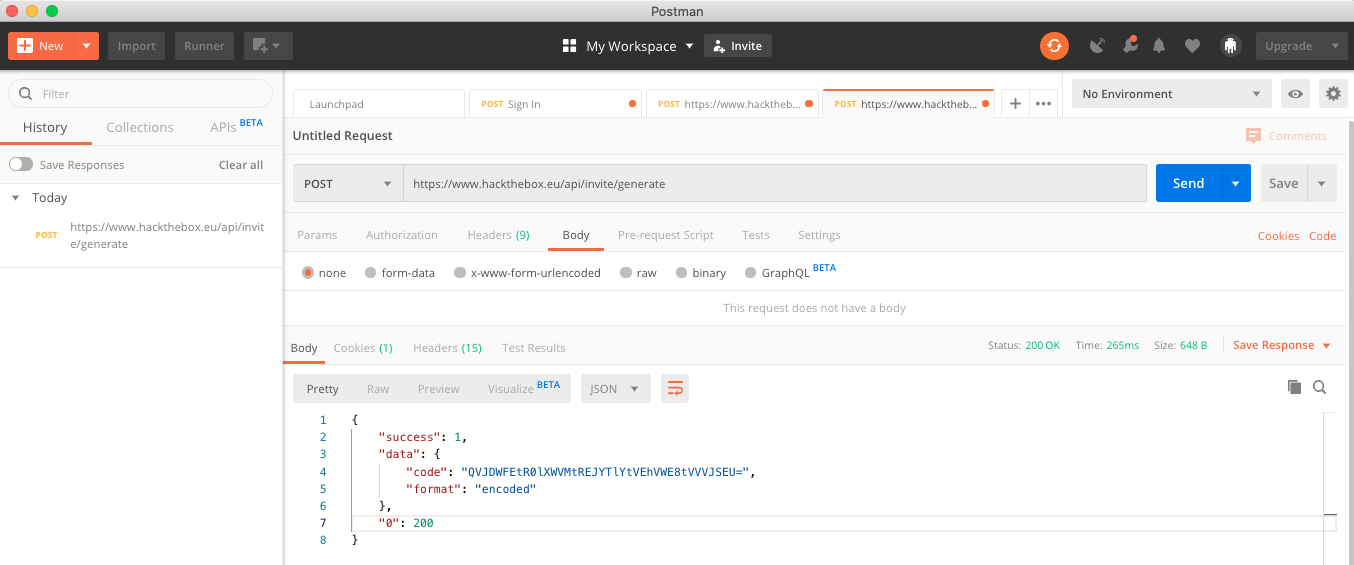 Postman
New
Import
Runner
My Workspace
Invite
Upgrade
Filter
History
Collections
APIs BETA
Save Responses
Clear all
Today
POST https://www.hackthebox.eu/api/invit
e/generate
Launchpad
POST Sign In
POST https://www.hacktheb...
POST https://www.hacktheb...
+
•••
No Environment
Untitled Request
Comments
POST
https://www.hackthebox.eu/api/invite/generate
Send
Save
Params
Authorization
Headers (9)
Body
Pre-request Script
Tests
Settings
Cookies
Code
none
form-data
x-www-form-urlencoded
raw
binary
GraphQL BETA
This request does not have a body
Body
Cookies (1)
Headers (15)
Test Results
Status: 200 OK
Time: 265ms
Size: 648 B
Save Response
Pretty
Raw
Preview
Visualize BETA
JSON
1 {
2 "success": 1,
3 "data": {
4 "code": "QVJDWFEtR0lXWVMtREJYTlYtVEhVWE8tVVVJSEU=",
5 "format": "encoded"
6 },
7 "0": 200
8 }